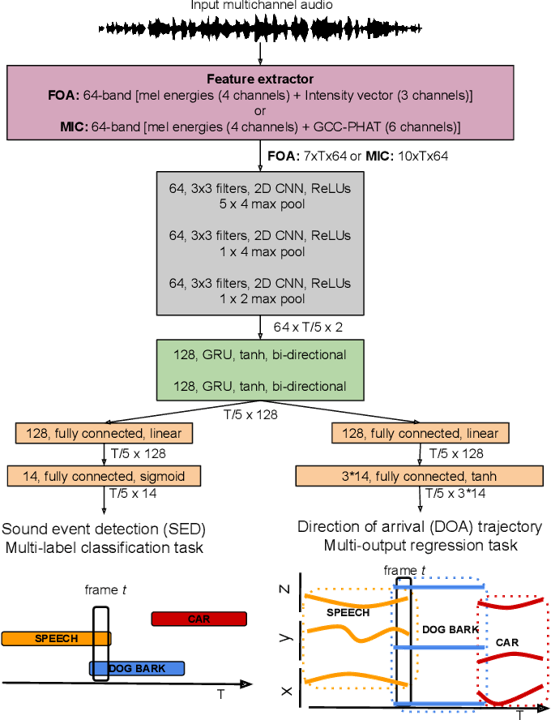 Input multichannel audio
Feature extractor
FOA: 64-band [mel energies (4 channels) + Intensity vector (3 channels)]
or
MIC: 64-band [mel energies (4 channels) + GCC-PHAT (6 channels)]
FOA: 7xTx64 or MIC: 10xTx64
64, 3x3 filters, 2D CNN, ReLUs
5 x 4 max pool
64, 3x3 filters, 2D CNN, ReLUs
1 x 4 max pool
64, 3x3 filters, 2D CNN, ReLUs
1 x 2 max pool
64 x T/5 x 2
128, GRU, tanh, bi-directional
128, GRU, tanh, bi-directional
T/5 x 128
128, fully connected, linear
T/5 x 128
14, fully connected, sigmoid
T/5 x 14
Sound event detection (SED)
Multi-label classification task
frame t
CAR
SPEECH
DOG BARK
T
128, fully connected, linear
T/5 x 128
3*14, fully connected, tanh
T/5 x 3*14
Direction of arrival (DOA) trajectory
Multi-output regression task
frame t
z
SPEECH
y
DOG BARK
CAR
x
T